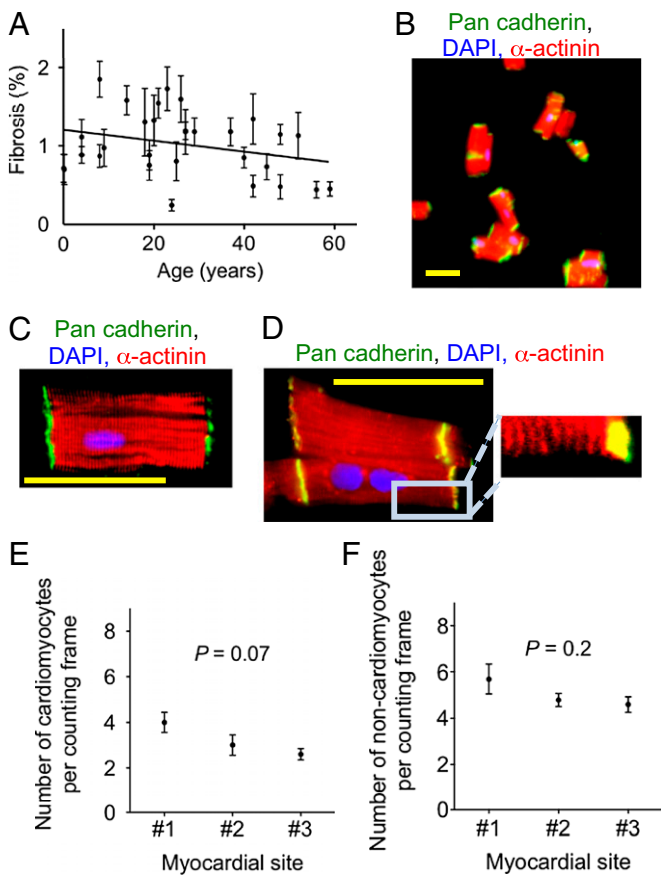 A
Fibrosis (%)
2
1
0
0
20
40
60
Age (years)
B
Pan cadherin,
DAPI, α-actinin
C
Pan cadherin,
DAPI, α-actinin
D
Pan cadherin, DAPI, α-actinin
E
Number of cardiomyocytes
per counting frame
8
6
4
2
0
P = 0.07
#1
#2
#3
Myocardial site
F
Number of non-cardiomyocytes
per counting frame
8
6
4
2
0
P = 0.2
#1
#2
#3
Myocardial site